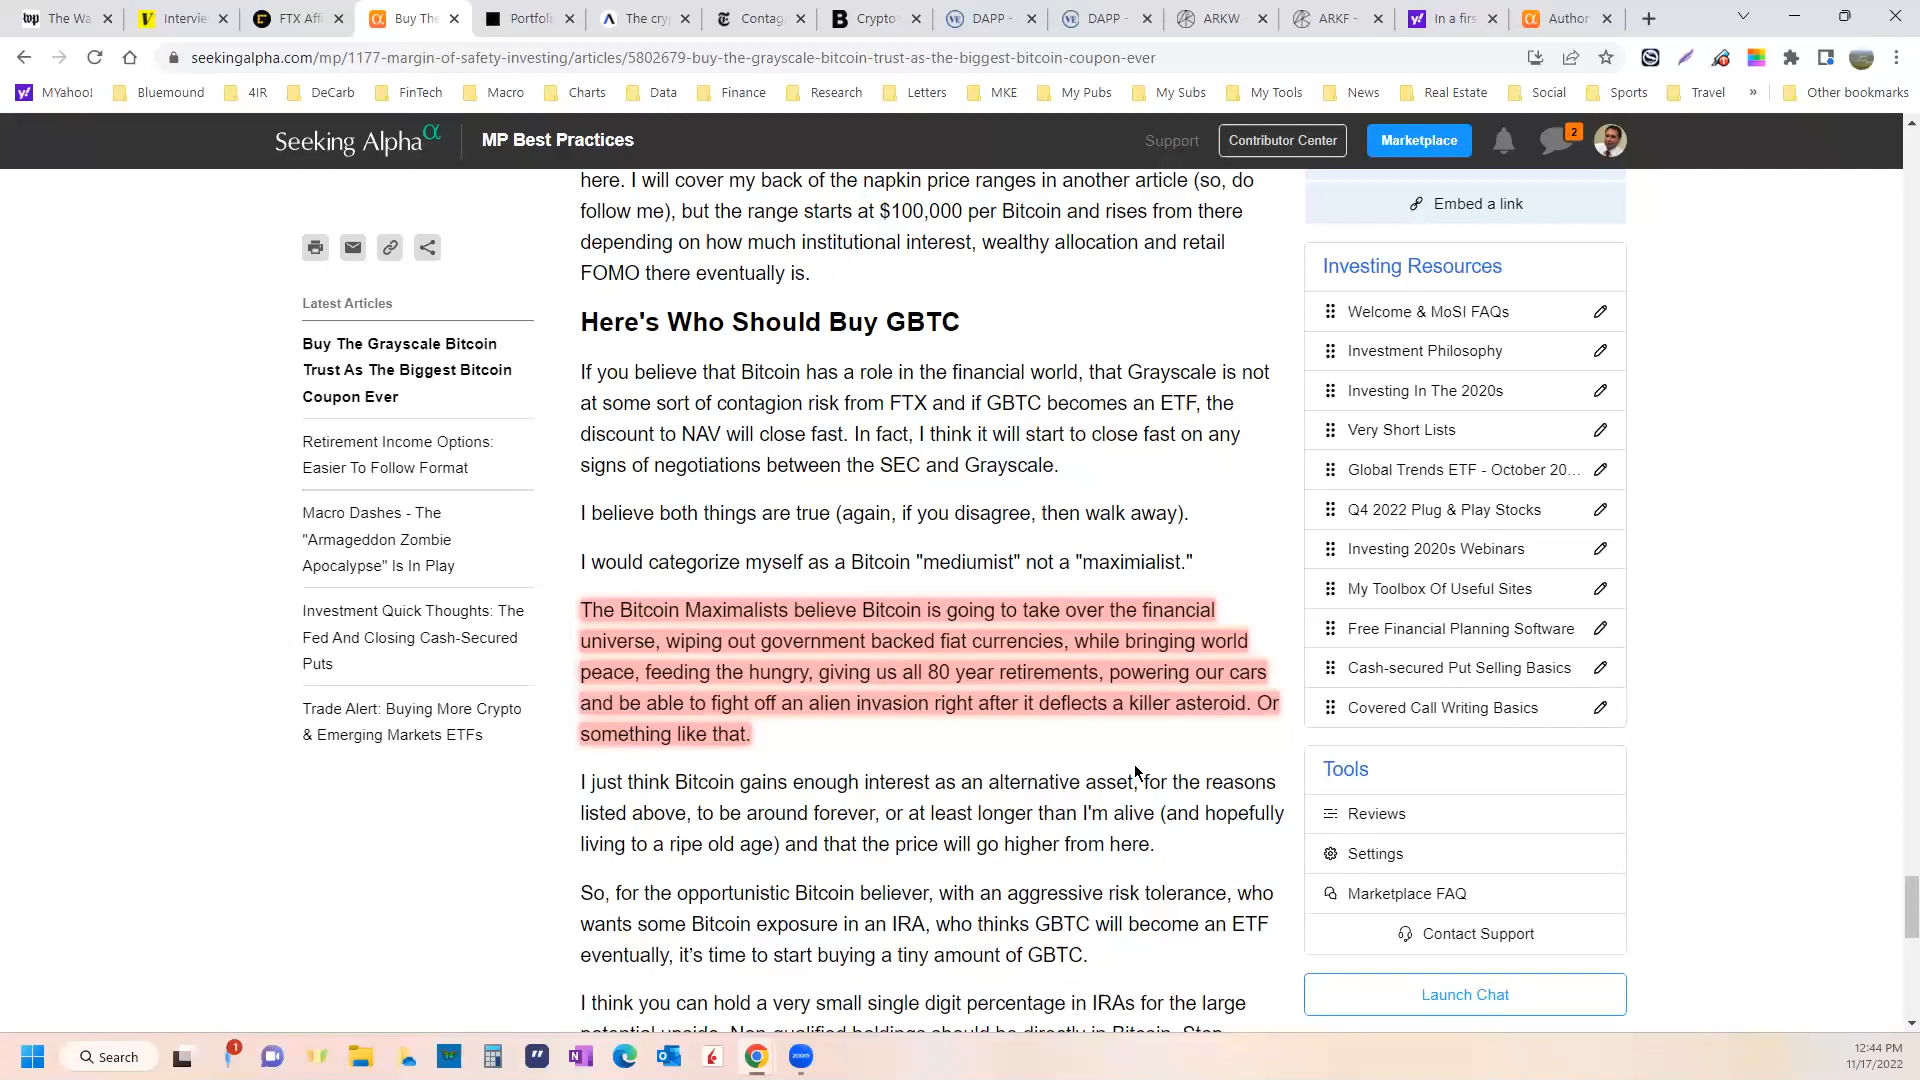 The Wa
Intervie
FTX Aff
Buy The
Portfoli
The cry
Contag
Crypto
DAPP -
DAPP -
ARKW -
ARKF -
In a firs
Author
seekingalpha.com/mp/1177-margin-of-safety-investing/articles/5802679-buy-the-grayscale-bitcoin-trust-as-the-biggest-bitcoin-coupon-ever
MYahoo!
Bluemound
4IR
DeCarb
FinTech
Macro
Charts
Data
Finance
Research
Letters
MKE
My Pubs
My Subs
My Tools
News
Real Estate
Social
Sports
Travel
»
Other bookmarks
Seeking Alpha α
MP Best Practices
Support
Contributor Center
Marketplace
2
Latest Articles
Buy The Grayscale Bitcoin
Trust As The Biggest Bitcoin
Coupon Ever
Retirement Income Options:
Easier To Follow Format
Macro Dashes - The
"Armageddon Zombie
Apocalypse" Is In Play
Investment Quick Thoughts: The
Fed And Closing Cash-Secured
Puts
Trade Alert: Buying More Crypto
& Emerging Markets ETFs
here. I will cover my back of the napkin price ranges in another article (so, do
follow me), but the range starts at $100,000 per Bitcoin and rises from there
depending on how much institutional interest, wealthy allocation and retail
FOMO there eventually is.
Here's Who Should Buy GBTC
If you believe that Bitcoin has a role in the financial world, that Grayscale is not
at some sort of contagion risk from FTX and if GBTC becomes an ETF, the
discount to NAV will close fast. In fact, I think it will start to close fast on any
signs of negotiations between the SEC and Grayscale.
I believe both things are true (again, if you disagree, then walk away).
I would categorize myself as a Bitcoin "mediumist" not a "maximialist."
The Bitcoin Maximalists believe Bitcoin is going to take over the financial
universe, wiping out government backed fiat currencies, while bringing world
peace, feeding the hungry, giving us all 80 year retirements, powering our cars
and be able to fight off an alien invasion right after it deflects a killer asteroid. Or
something like that.
I just think Bitcoin gains enough interest as an alternative asset, for the reasons
listed above, to be around forever, or at least longer than I'm alive (and hopefully
living to a ripe old age) and that the price will go higher from here.
So, for the opportunistic Bitcoin believer, with an aggressive risk tolerance, who
wants some Bitcoin exposure in an IRA, who thinks GBTC will become an ETF
eventually, it's time to start buying a tiny amount of GBTC.
I think you can hold a very small single digit percentage in IRAs for the large
potential upside. Non-qualified holdings should be directly in Bitcoin. Stop
Embed a link
Investing Resources
Welcome & MoSI FAQs
Investment Philosophy
Investing In The 2020s
Very Short Lists
Global Trends ETF - October 20...
Q4 2022 Plug & Play Stocks
Investing 2020s Webinars
My Toolbox Of Useful Sites
Free Financial Planning Software
Cash-secured Put Selling Basics
Covered Call Writing Basics
Tools
Reviews
Settings
Marketplace FAQ
Contact Support
Launch Chat
Search
1
zoom
12:44 PM
11/17/2022